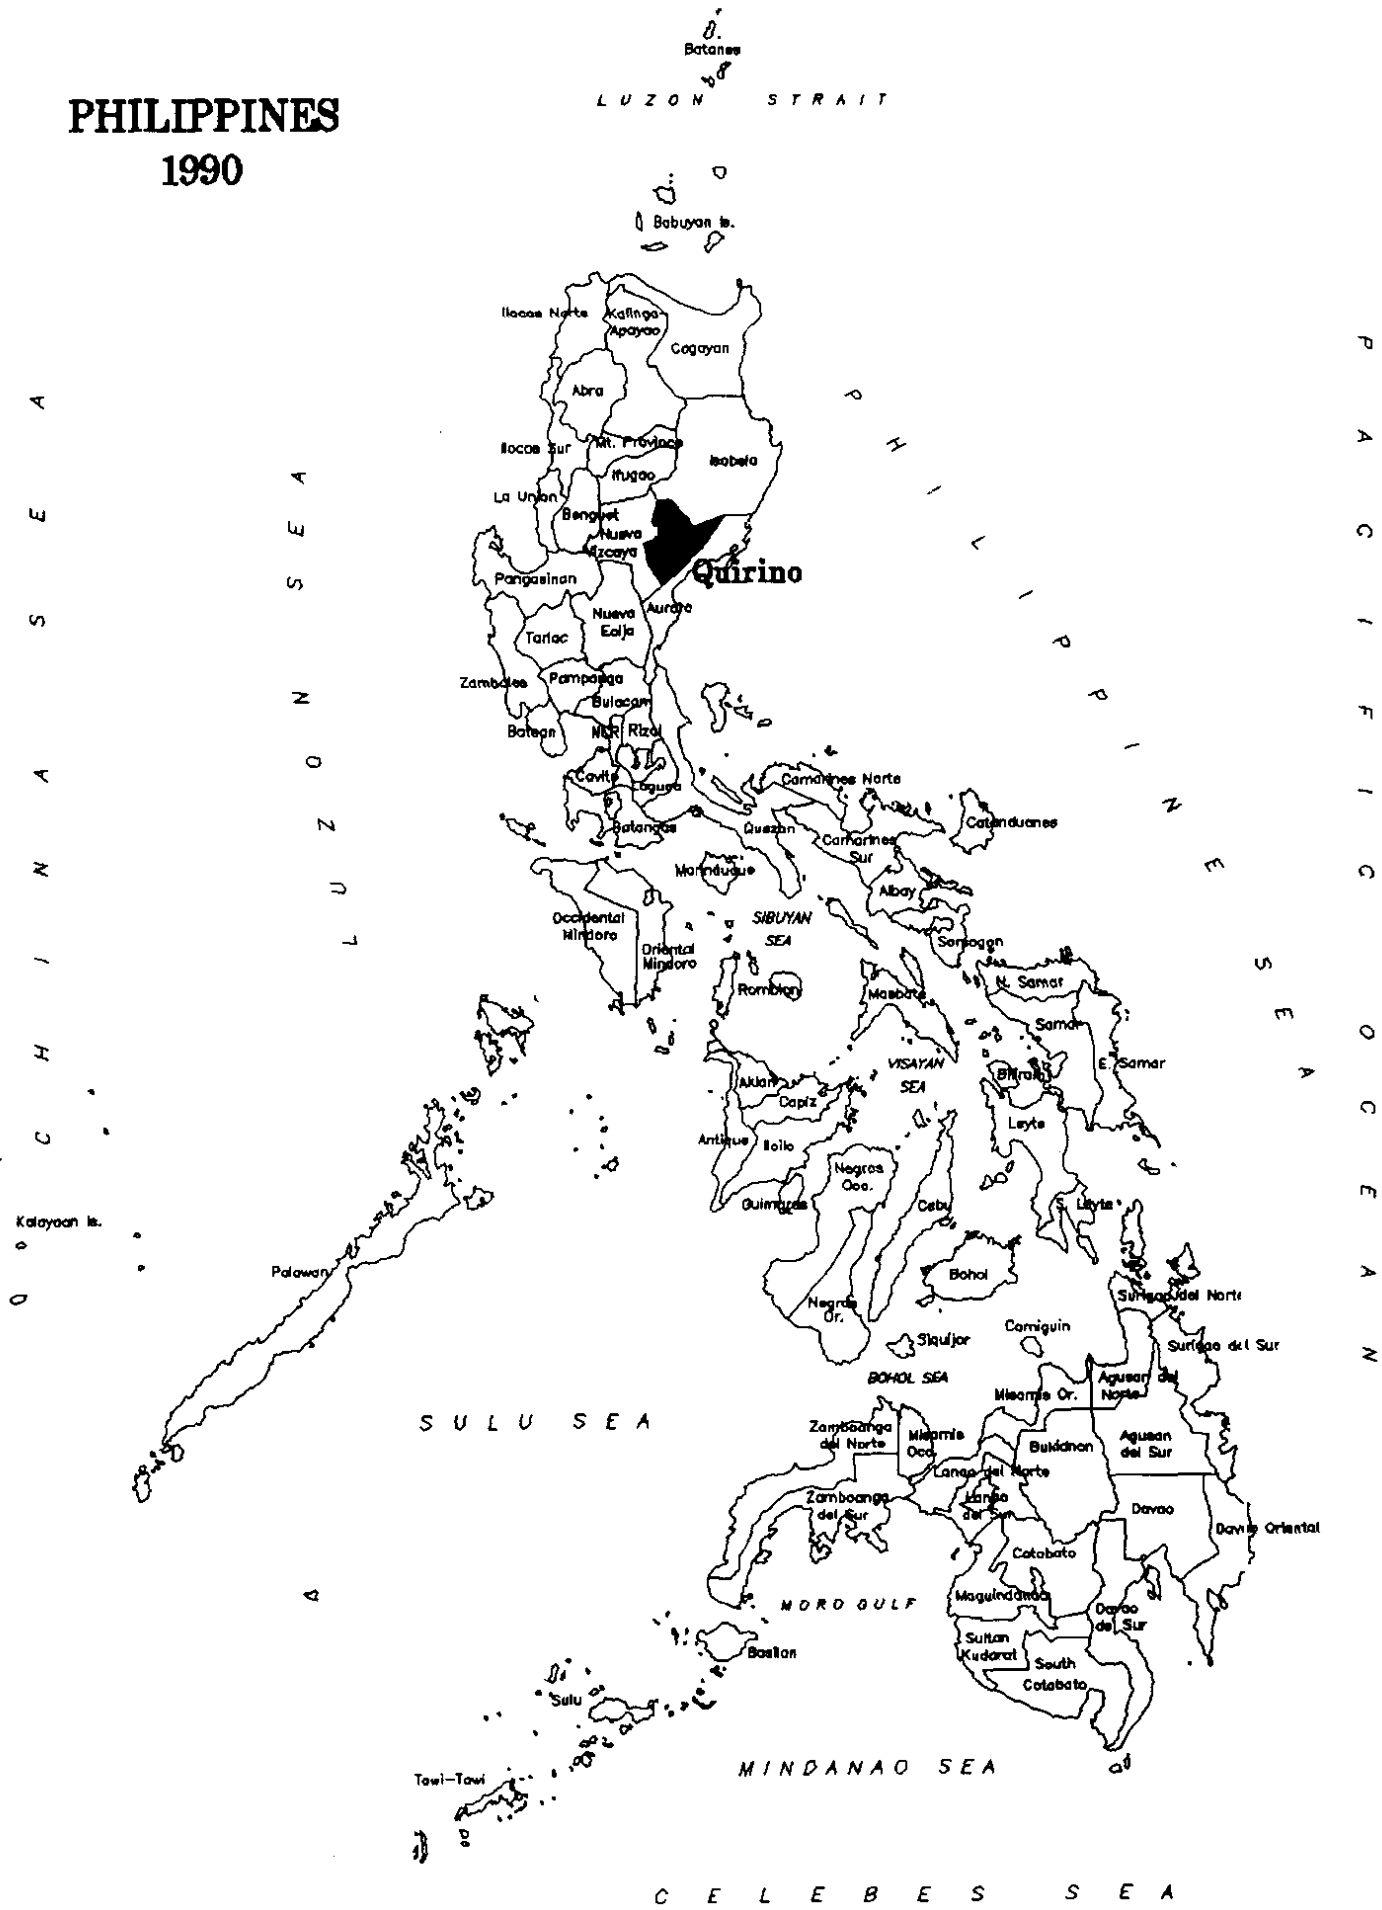 Batanes
LUZON STRAIT
PHILIPPINES
1990
Babuyan Is.
Ilocos Norte
Kalinga-
Apayao
Cagayan
Abra
Ilocos Sur
Mt. Province
Isabela
Ifugao
La Union
Benguet
Nueva
Vizcaya
Quirino
Pangasinan
Aurora
Nueva
Ecija
Tarlac
Zambales
Pampanga
Bulacan
Bataan
NCR
Rizal
Cavite
Laguna
Batangas
Quezon
Camarines Norte
Camarines
Sur
Catanduanes
Marinduque
Albay
Occidental
Mindoro
SIBUYAN
SEA
Oriental
Mindoro
Sorsogon
Romblon
Masbate
N. Samar
Samar
E. Samar
VISAYAN
SEA
Biliran
Aklan
Capiz
Antique
Iloilo
Leyte
Negros
Occ.
Guimaras
Cebu
S. Leyte
Kalayaan Is.
Palawan
Bohol
Negros
Or.
Surigao del Norte
Siquijor
Camiguin
Surigao del Sur
BOHOL SEA
Agusan del
Norte
Misamis Or.
SULU SEA
Zamboanga
del Norte
Misamis
Occ.
Bukidnon
Agusan
del Sur
Lanao del Norte
Zamboanga
del Sur
Lanao
del Sur
Davao
Davao Oriental
Cotabato
MORO GULF
Maguindanao
Davao
del Sur
Sultan
Kudarat
South
Cotabato
Basilan
Sulu
MINDANAO SEA
Tawi-Tawi
CELEBES SEA
SOUTH CHINA SEA
LUZON SEA
PHILIPPINE SEA
PACIFIC OCEAN